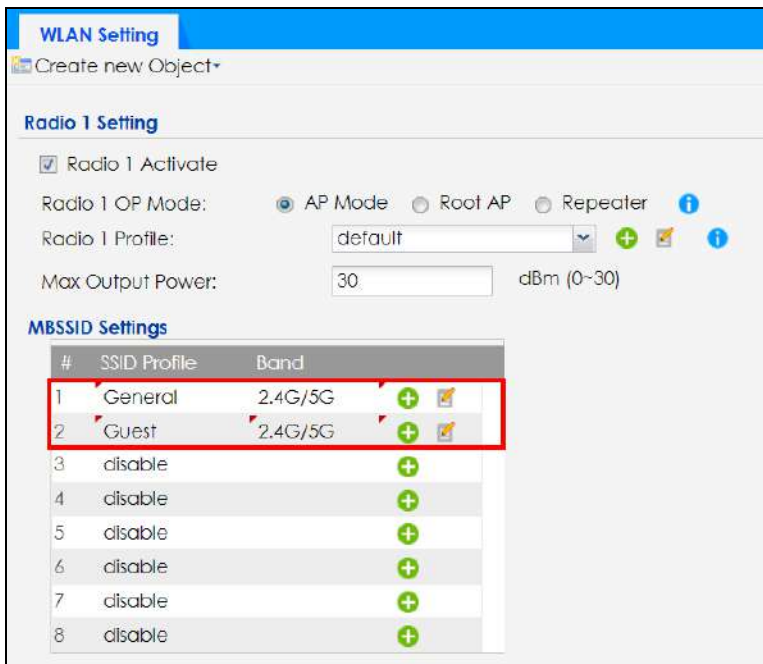 WLAN Setting
Create new Object
Radio 1 Setting
Radio 1 Activate
Radio 1 OP Mode: AP Mode Root AP Repeater
Radio 1 Profile: default
Max Output Power: 30 dBm (0~30)
MBSSID Settings
# SSID Profile Band
1 General 2.4G/5G
2 Guest 2.4G/5G
3 disable
4 disable
5 disable
6 disable
7 disable
8 disable